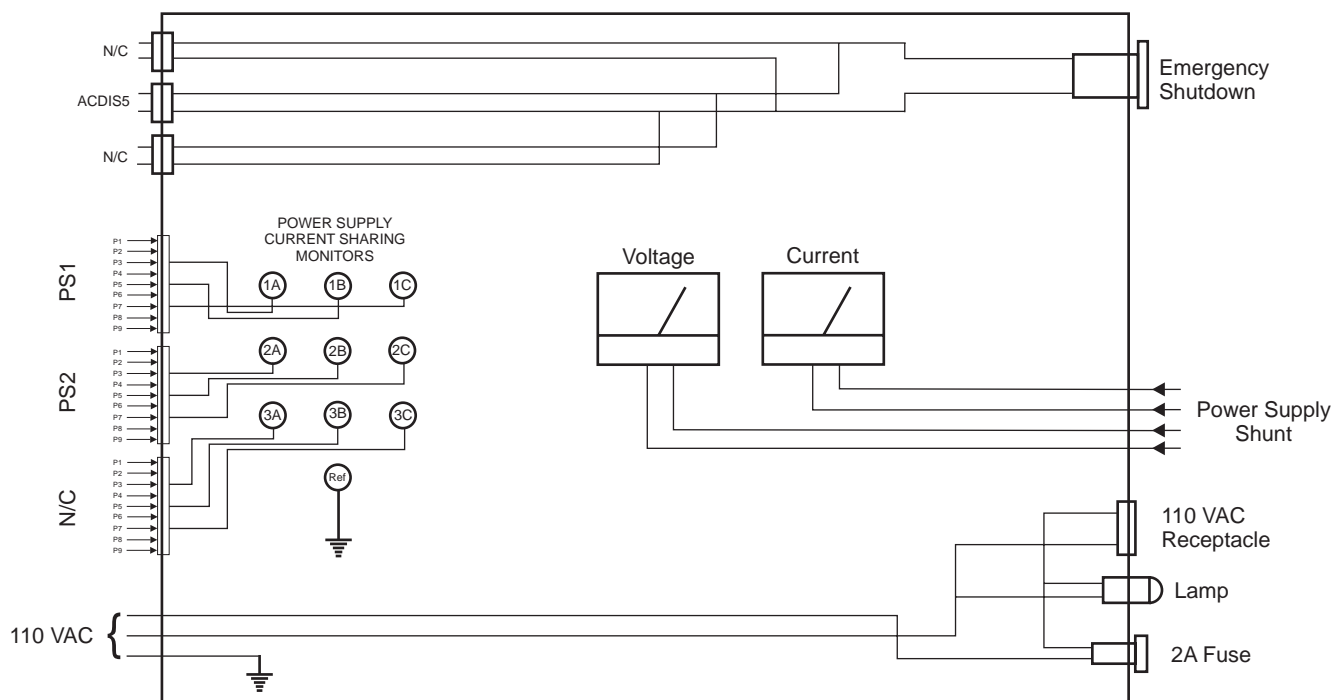 N/C
ACDIS5
N/C
Emergency
Shutdown
POWER SUPPLY
CURRENT SHARING
MONITORS
PS1
P1
P2
P3
P4
P5
P6
P7
P8
P9
1A 1B 1C
PS2
P1
P2
P3
P4
P5
P6
P7
P8
P9
2A 2B 2C
3A 3B 3C
N/C
P1
P2
P3
P4
P5
P6
P7
P8
P9
Ref
Voltage
Current
Power Supply
Shunt
110 VAC
Receptacle
Lamp
2A Fuse
110 VAC {